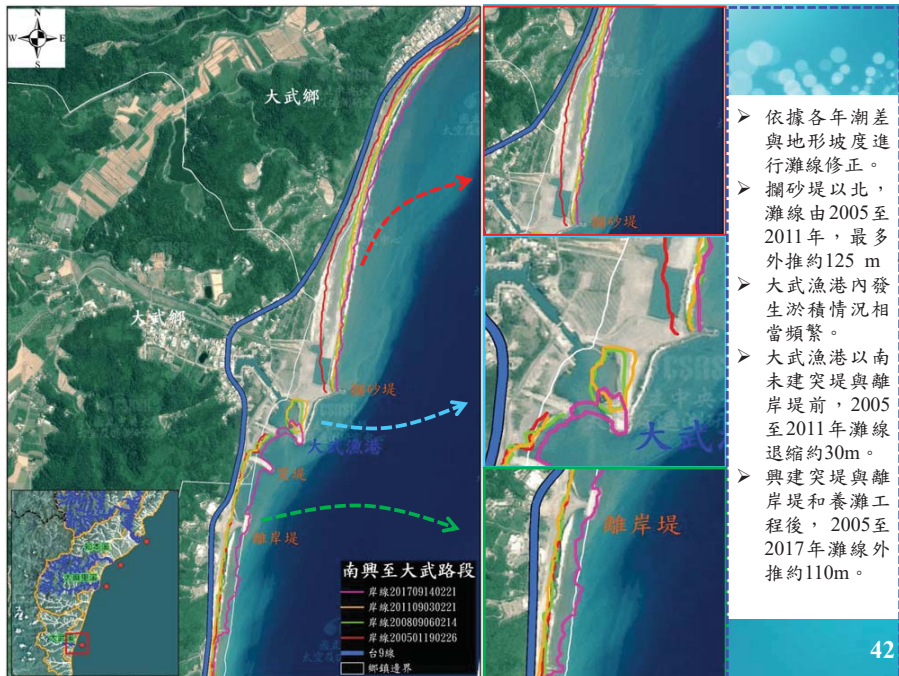 N
W
E
S
大武鄉
大武鄉
攔砂堤
大武漁港
突堤
離岸堤
知本溪
太麻里溪
南興至大武路段
岸線201709140221
岸線201109030221
岸線200809060214
岸線200501190226
台9線
鄉鎮邊界
攔砂堤
大武漁
離岸堤
➢ 依據各年潮差
與地形坡度進
行灘線修正。
➢ 攔砂堤以北，
灘線由2005至
2011年，最多
外推約125 m
➢ 大武漁港內發
生淤積情況相
當頻繁。
➢ 大武漁港以南
未建突堤與離
岸堤前，2005
至2011年灘線
退縮約30m。
➢ 興建突堤與離
岸堤和養灘工
程後，2005至
2017年灘線外
推約110m。
42